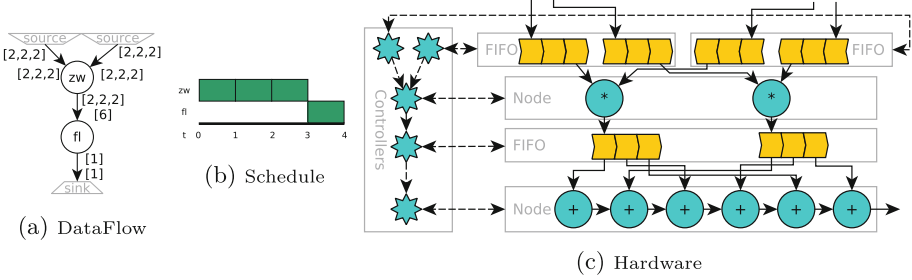 source source
[2,2,2] [2,2,2]
[2,2,2] zw [2,2,2]
[2,2,2]
[6]
fl
[1]
[1]
sink
(a) DataFlow
zw
fl
t 0 1 2 3 4
(b) Schedule
Controllers
FIFO FIFO
Node * *
FIFO
Node + + + + + +
(c) Hardware